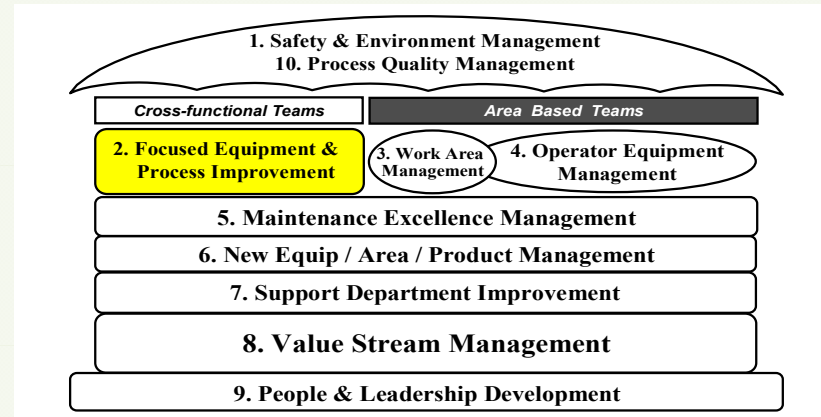 1. Safety & Environment Management
10. Process Quality Management
Cross-functional Teams
Area Based Teams
2. Focused Equipment &
Process Improvement
3. Work Area
Management
4. Operator Equipment
Management
5. Maintenance Excellence Management
6. New Equip / Area / Product Management
7. Support Department Improvement
8. Value Stream Management
9. People & Leadership Development